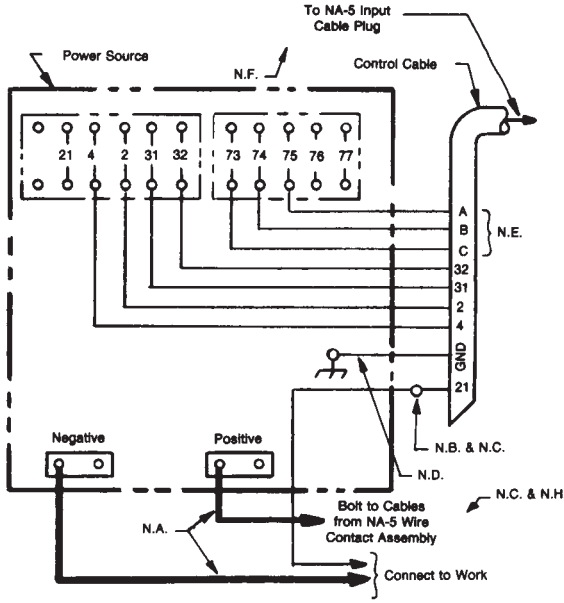 To NA-5 Input
Cable Plug
Power Source
N.F.
Control Cable
21 4 2 31 32 73 74 75 76 77
A
B
C
N.E.
32
31
2
4
GND
21
Negative
Positive
N.B. & N.C.
N.D.
N.C. & N.H
N.A.
Bolt to Cables
from NA-5 Wire
Contact Assembly
Connect to Work